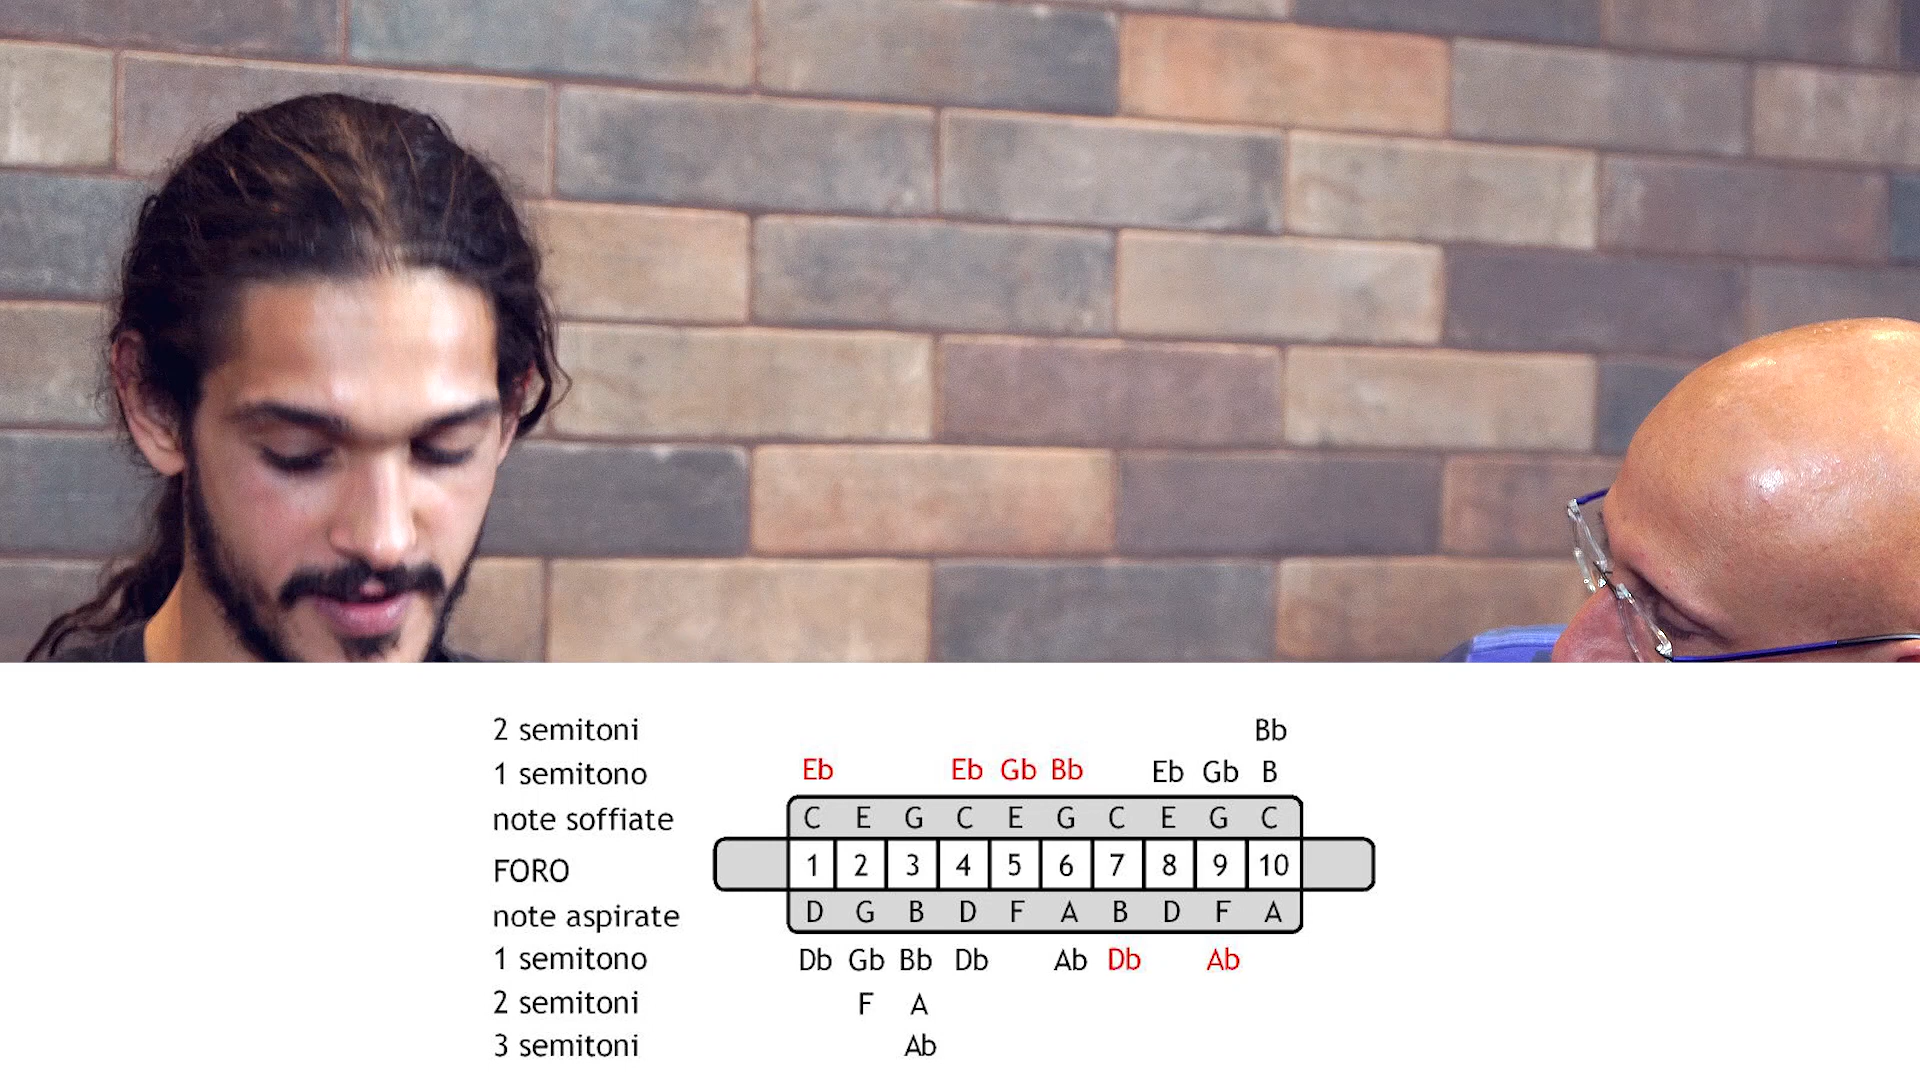 2 semitoni Bb
1 semitono Eb Eb Gb Bb Eb Gb B
note soffiate C E G C E G C E G C
FORO 1 2 3 4 5 6 7 8 9 10
note aspirate D G B D F A B D F A
1 semitono Db Gb Bb Db Ab Db Ab
2 semitoni F A
3 semitoni Ab